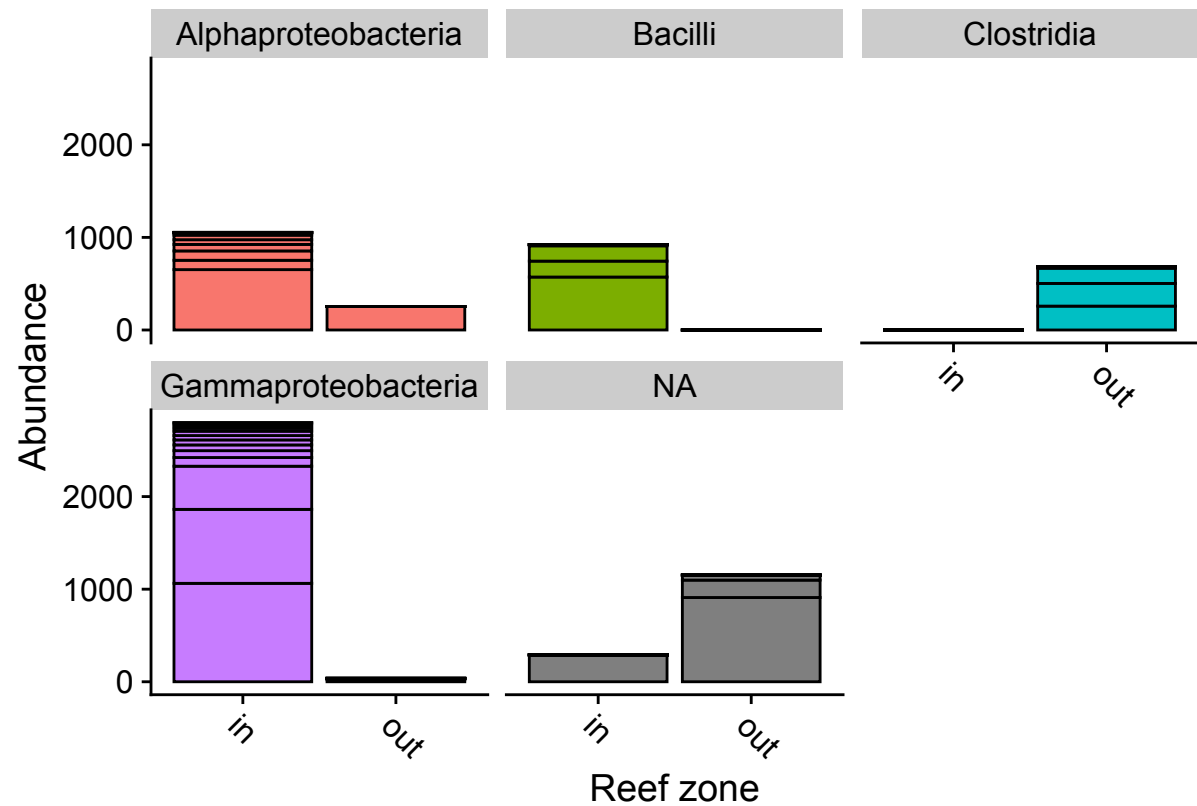 Alphaproteobacteria
Bacilli
Clostridia
2000
1000
0
in
out
Gammaproteobacteria
NA
2000
1000
0
in
out
in
out
Abundance
Reef zone